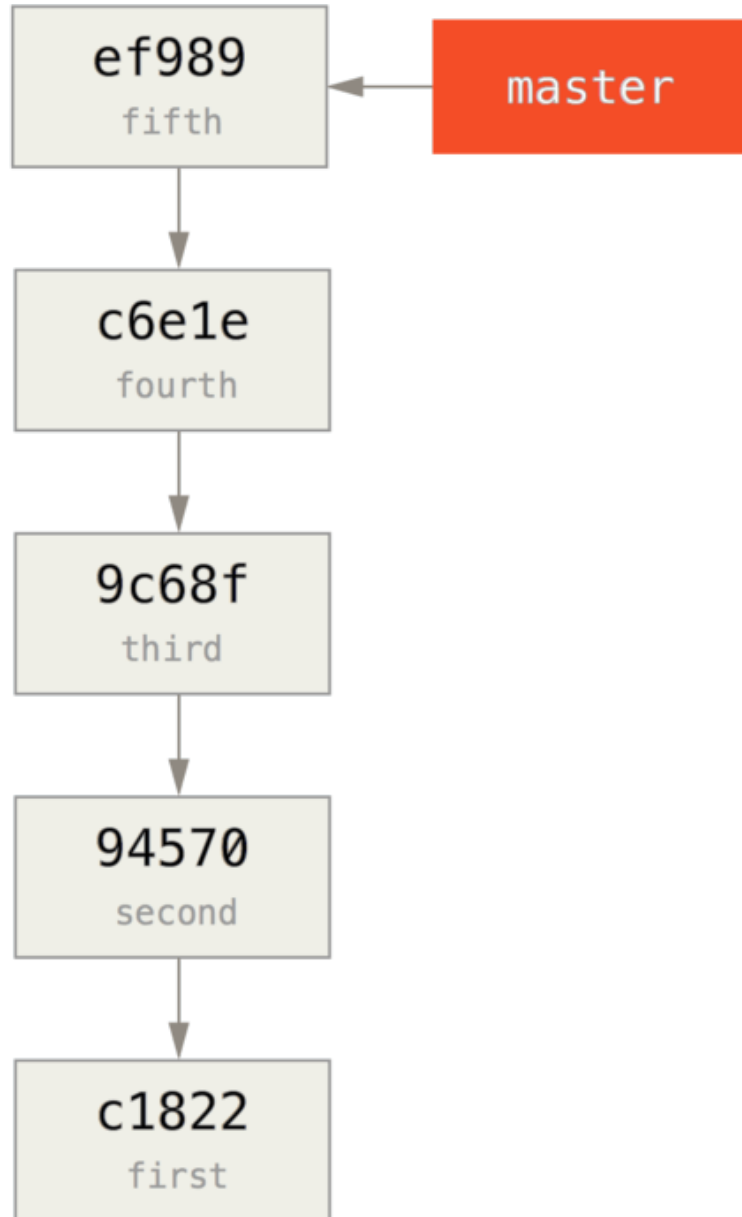 ef989
fifth
master
c6e1e
fourth
9c68f
third
94570
second
c1822
first